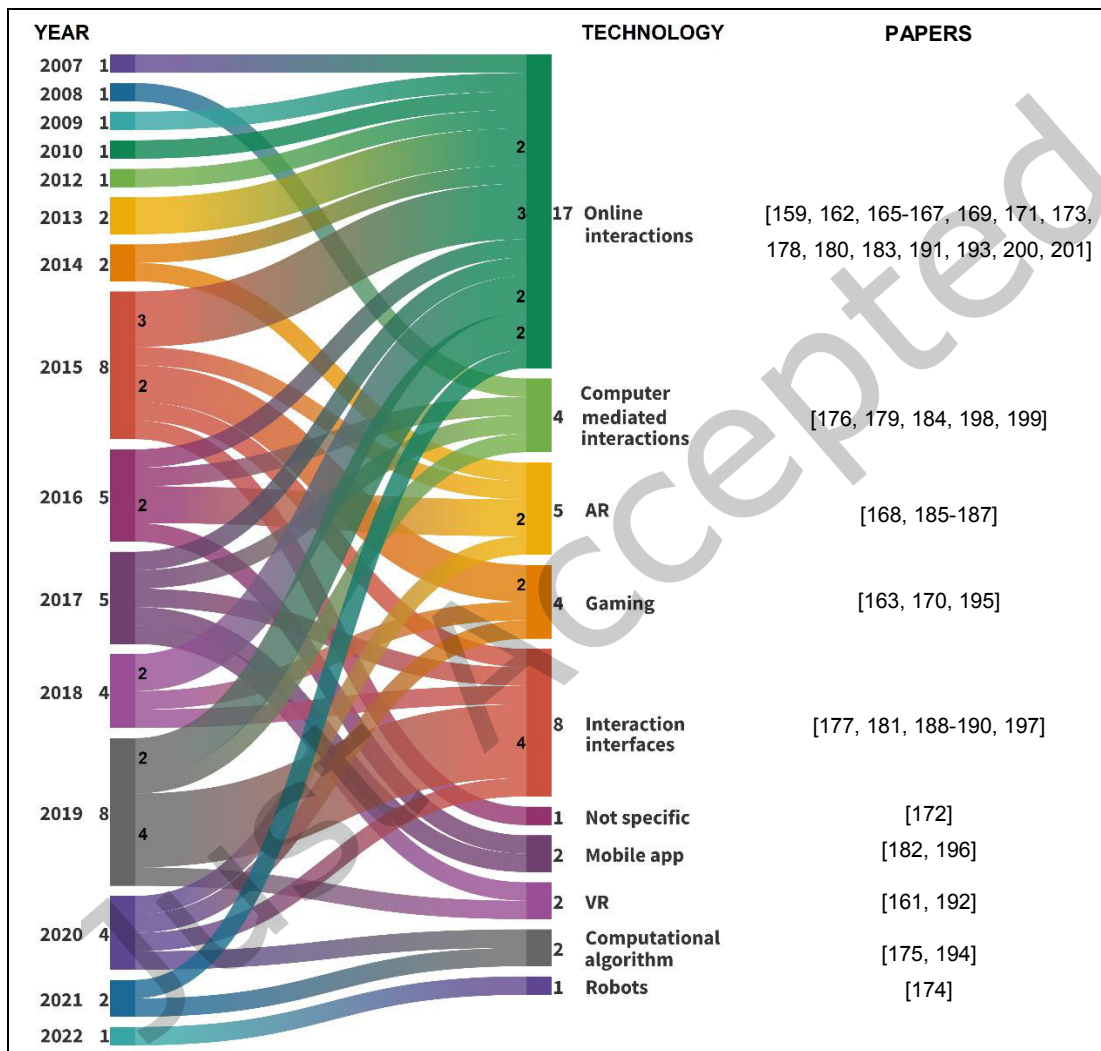 YEAR TECHNOLOGY PAPERS
2007 1
2008 1
2009 1
2010 1
2012 1
2013 2
2014 2
2015 8
3
2
2016 5
2
2017 5
2018 4
2
2019 8
2
4
2020 4
2021 2
2022 1
2
3
2
2
17 Online
interactions
[159, 162, 165-167, 169, 171, 173,
178, 180, 183, 191, 193, 200, 201]
Computer
4 mediated
interactions
[176, 179, 184, 198, 199]
2
5 AR
[168, 185-187]
2
4 Gaming
[163, 170, 195]
4
8 Interaction
interfaces
[177, 181, 188-190, 197]
1 Not specific
[172]
2 Mobile app
[182, 196]
2 VR
[161, 192]
2 Computational
algorithm
[175, 194]
1 Robots
[174]
Just Accepted